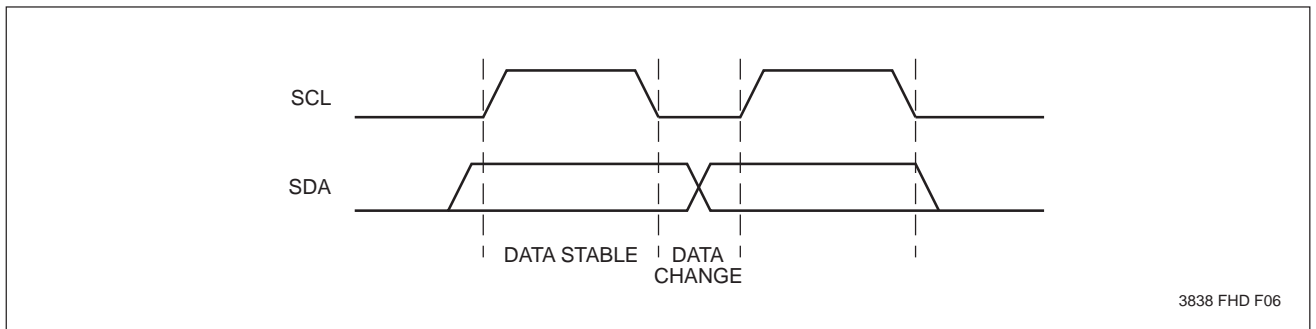 SCL
SDA
DATA STABLE
DATA
CHANGE
3838 FHD F06